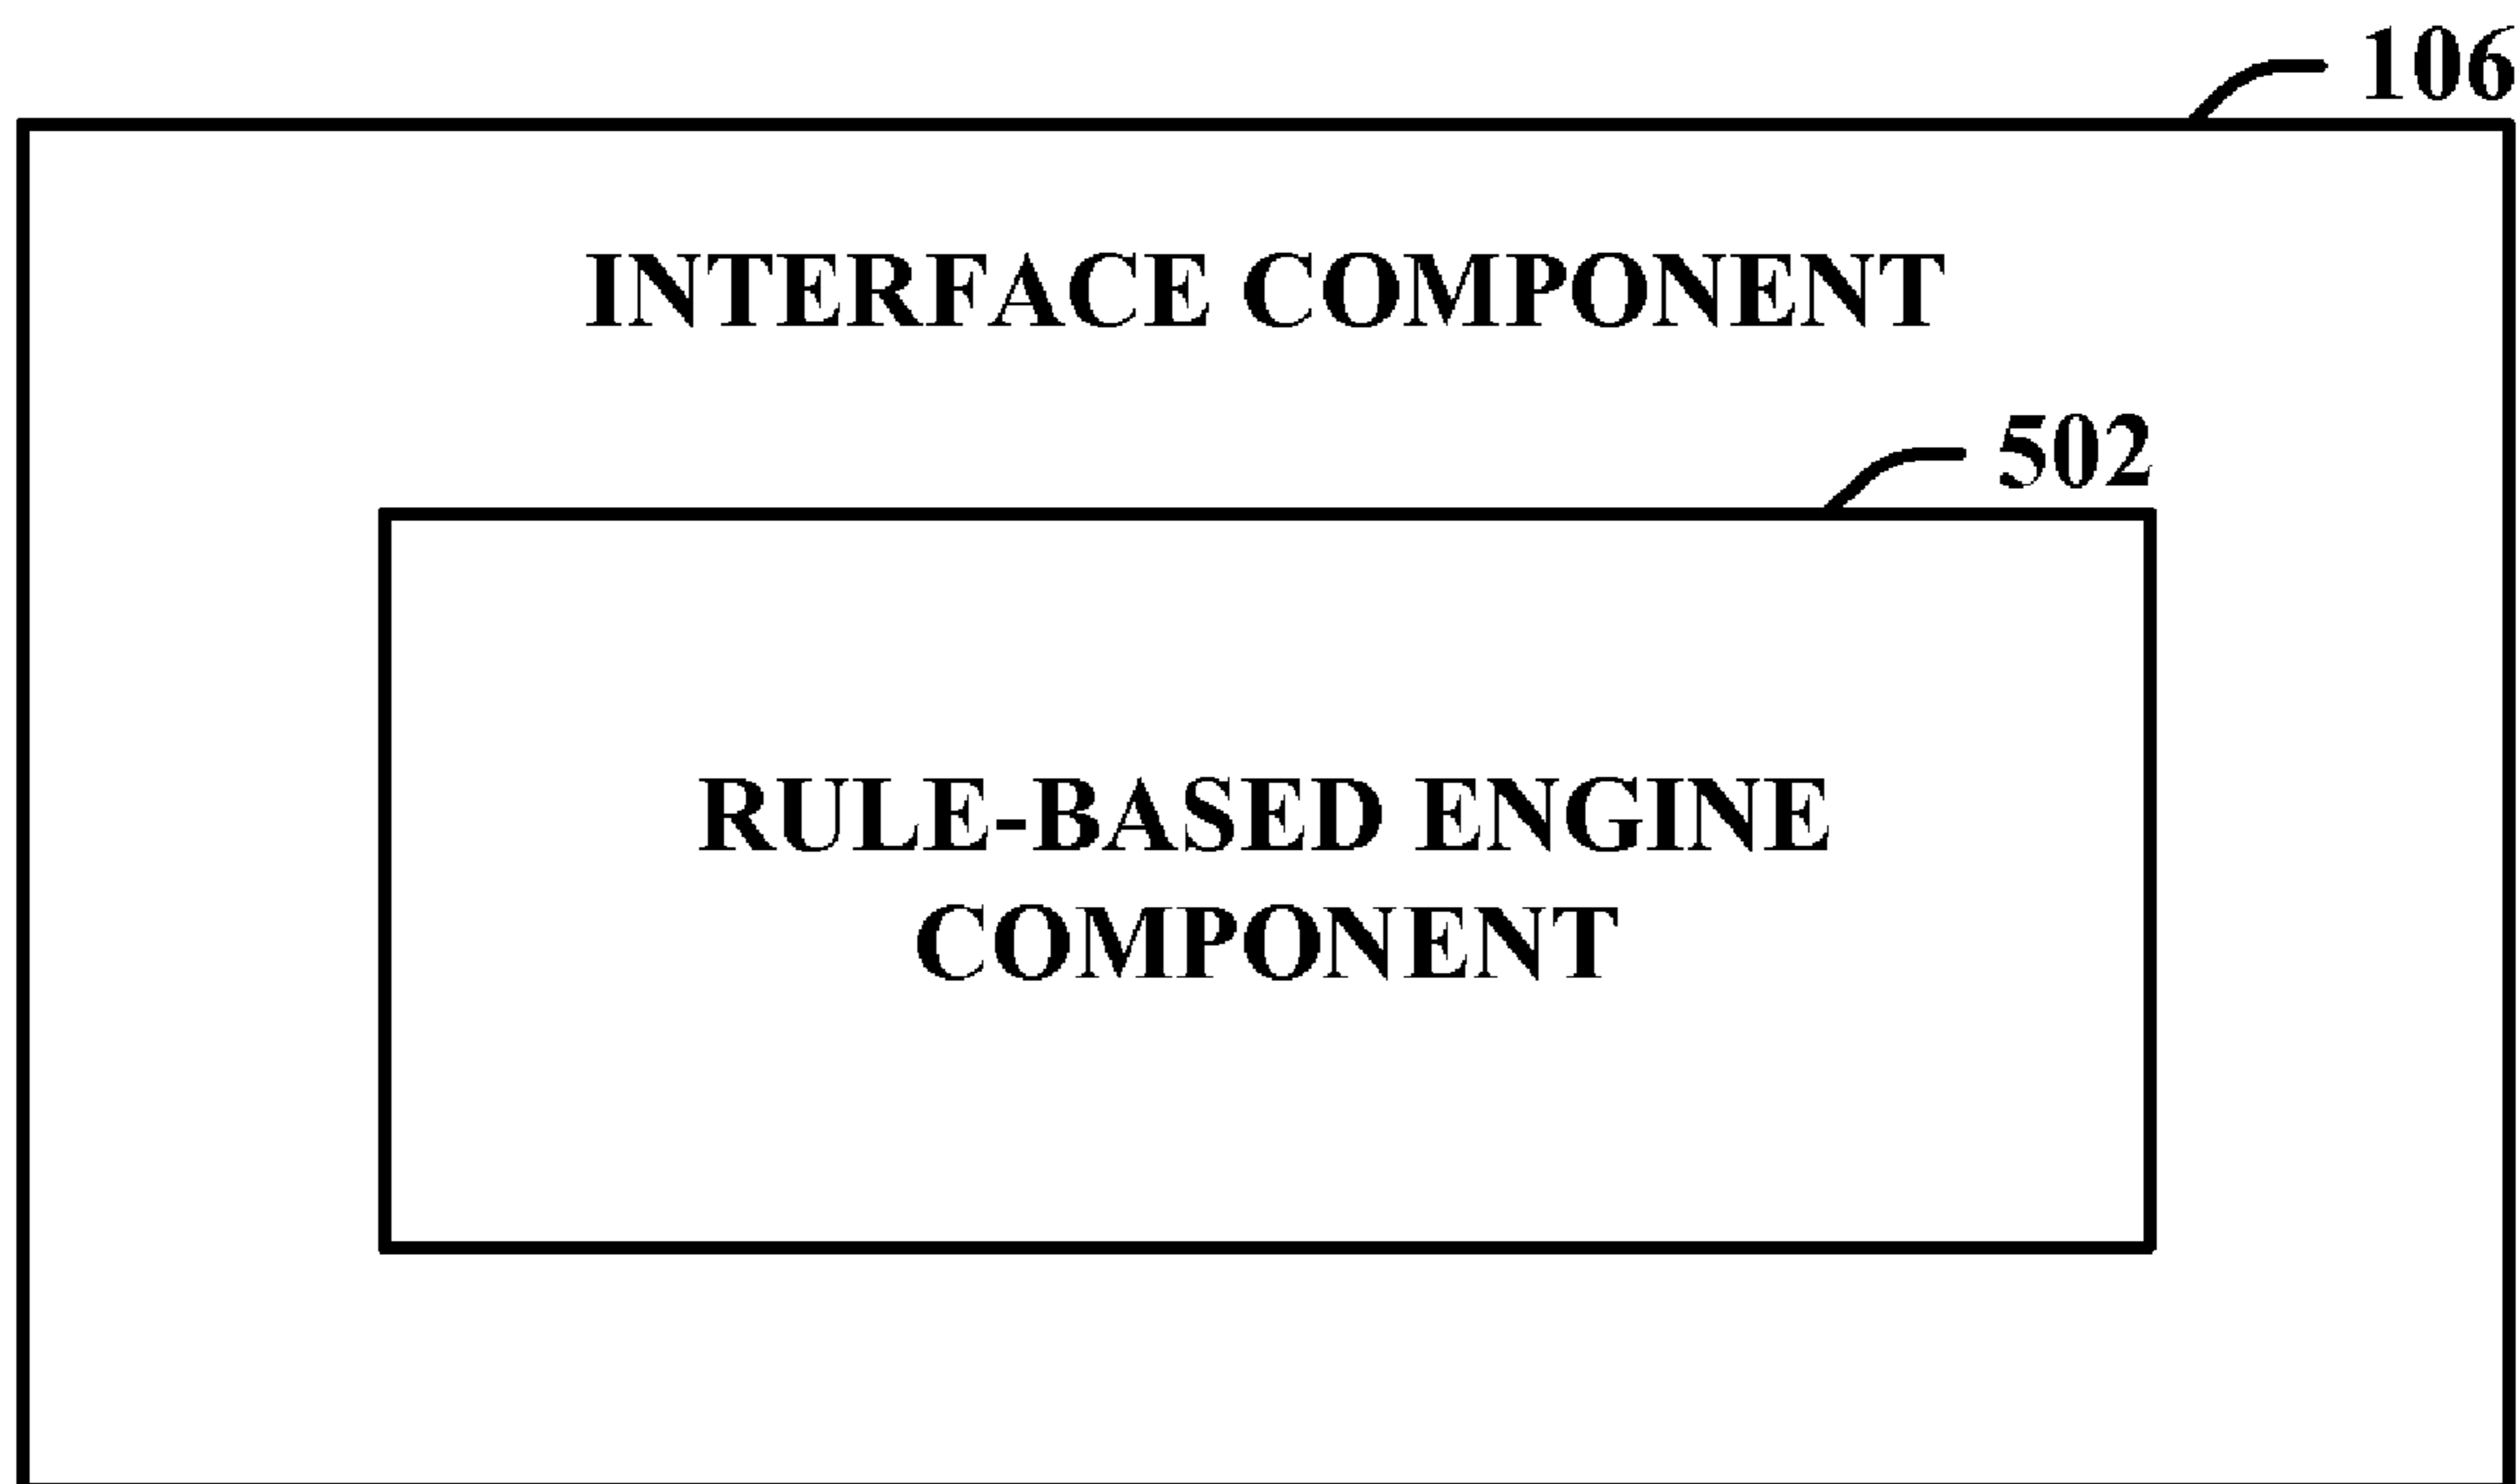 106
INTERFACE COMPONENT
502
RULE-BASED ENGINE
COMPONENT